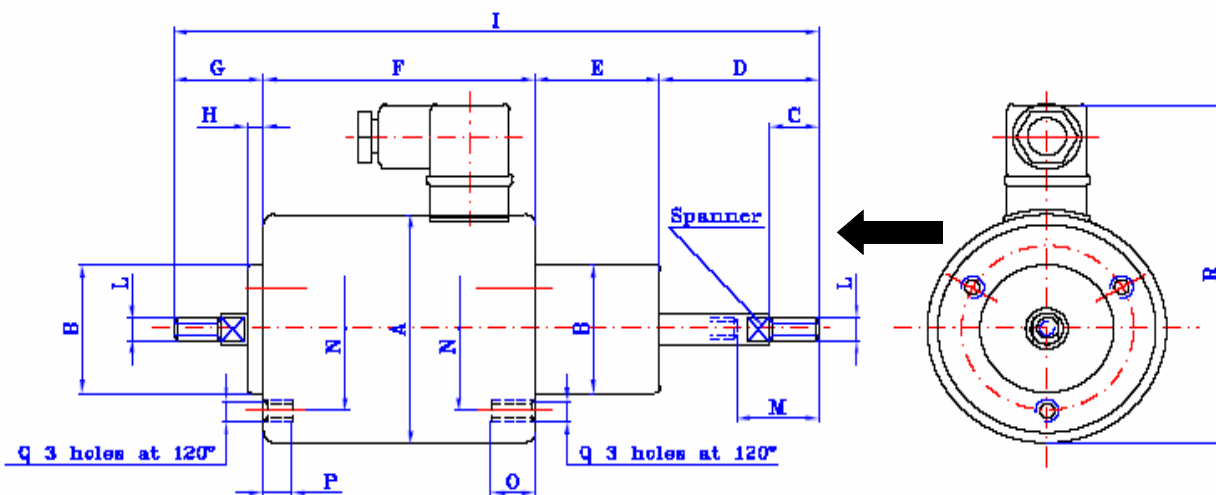 I
G F E D
H C
Spanner
L L
B A B R
N N
M
Q 3 holes at 120° Q 3 holes at 120°
P O